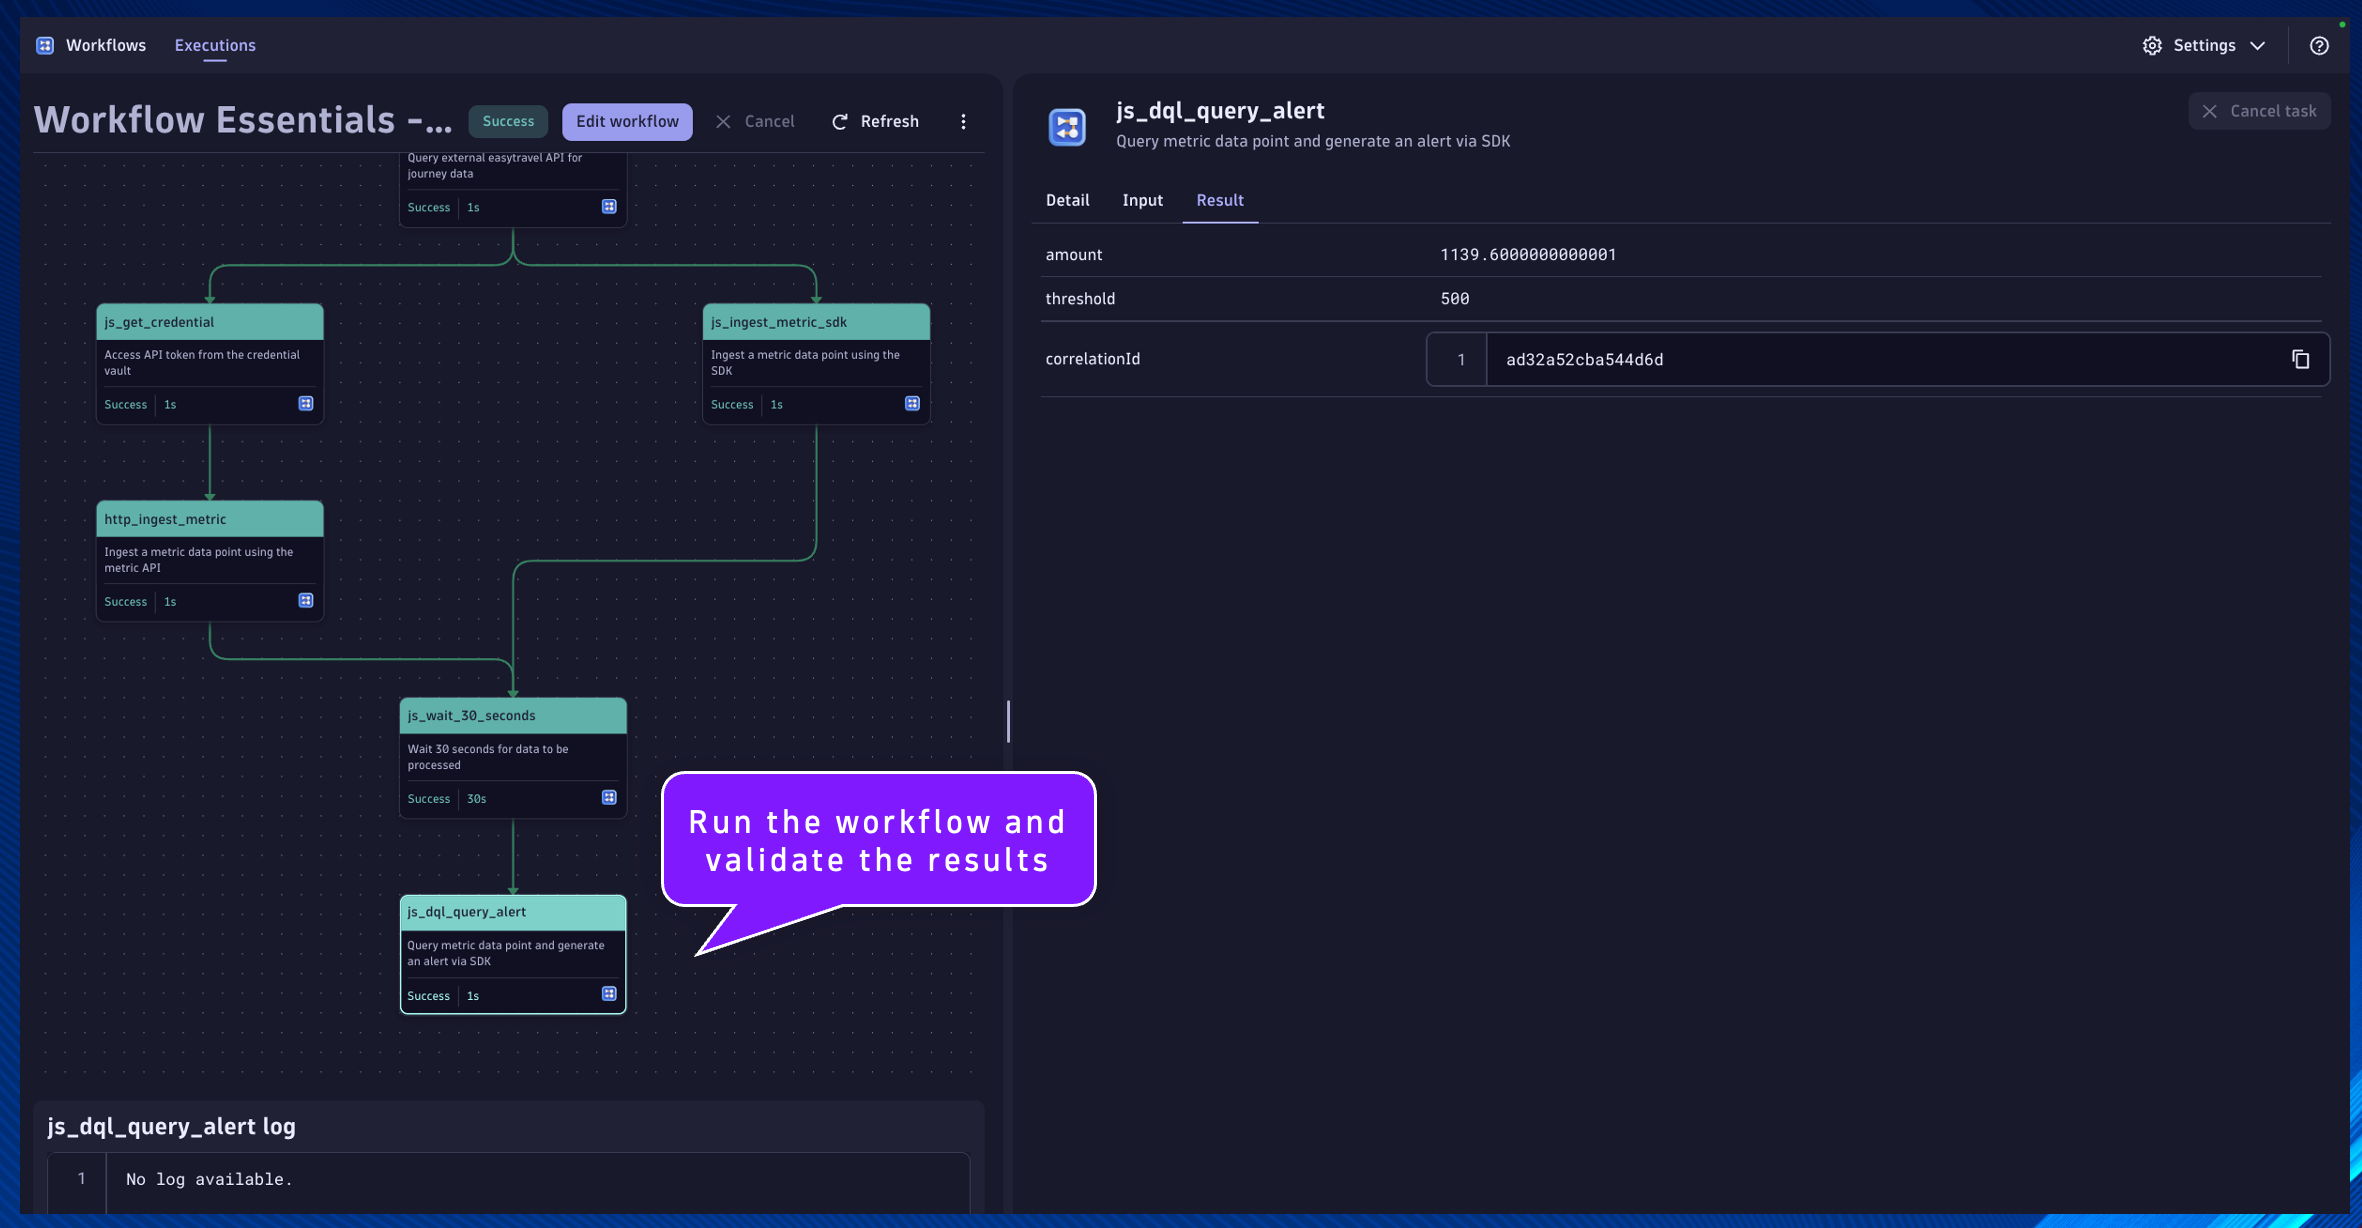 Workflows
Executions
Settings
Workflow Essentials -...
Success
Edit workflow
Cancel
Refresh
Query external easytravel API for
journey data
Success
1s
js_get_credential
Access API token from the credential
vault
Success
1s
js_ingest_metric_sdk
Ingest a metric data point using the
SDK
Success
1s
http_ingest_metric
Ingest a metric data point using the
metric API
Success
1s
js_wait_30_seconds
Wait 30 seconds for data to be
processed
Success
30s
Run the workflow and
validate the results
js_dql_query_alert
Query metric data point and generate
an alert via SDK
Success
1s
js_dql_query_alert log
1
No log available.
js_dql_query_alert
Query metric data point and generate an alert via SDK
Cancel task
Detail
Input
Result
amount
1139.6000000000001
threshold
500
correlationId
1
ad32a52cba544d6d